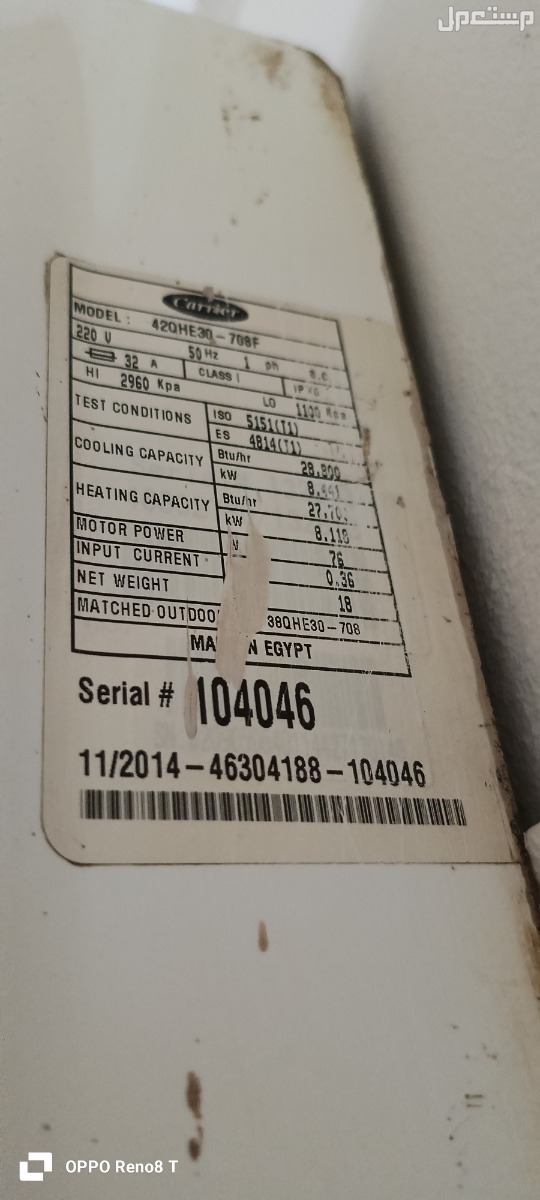 مستعمل
Carrier
MODEL : 42QHE30-708F
220 V 50 Hz 1 ph
32 A CLASS I
HI 2960 Kpa LO 1100 Kpa
TEST CONDITIONS ISO 5151(T1)
ES 4814(T1)
COOLING CAPACITY Btu/hr 28,800
kW
HEATING CAPACITY Btu/hr
kW 8.118
MOTOR POWER 76
INPUT CURRENT 0.36
NET WEIGHT 18
MATCHED 38QHE30-708
EGYPT
Serial # 104046
11/2014-46304188-104046
OPPO Reno8 T